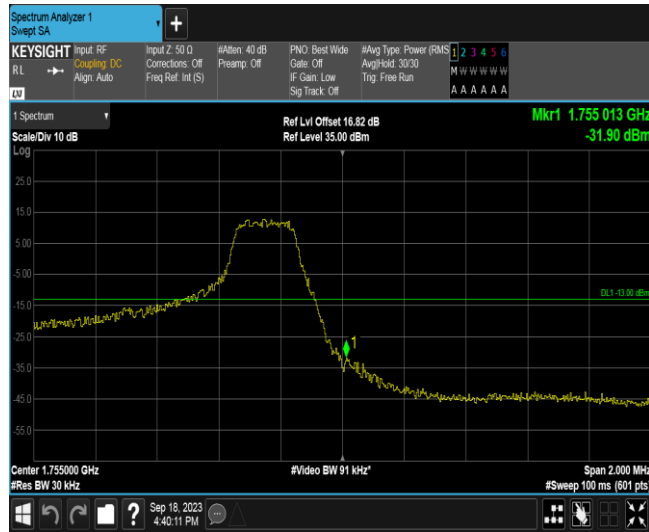 Spectrum Analyzer 1
Swept SA
+
KEYSIGHT Input: RF Input Z: 50 Ω #Atten: 40 dB PNO: Best Wide #Avg Type: Power (RMS 1 2 3 4 5 6
RL Coupling: DC Corrections: Off Preamp: Off Gate: Off Avg|Hold: 30/30 M W W W W W
Align: Auto Freq Ref: Int (S) IF Gain: Low Trig: Free Run
LXI Sig Track: Off A A A A A A
1 Spectrum Ref Lvl Offset 16.82 dB Mkr1 1.755 013 GHz
Scale/Div 10 dB Ref Level 35.00 dBm -31.90 dBm
Log
25.0
15.0
5.00
-5.00
DL1 -13.00 dBm
-15.0
-25.0
1
-35.0
-45.0
-55.0
Center 1.755000 GHz #Video BW 91 kHz* Span 2.000 MHz
#Res BW 30 kHz #Sweep 100 ms (601 pts)
? Sep 18, 2023
4:40:11 PM